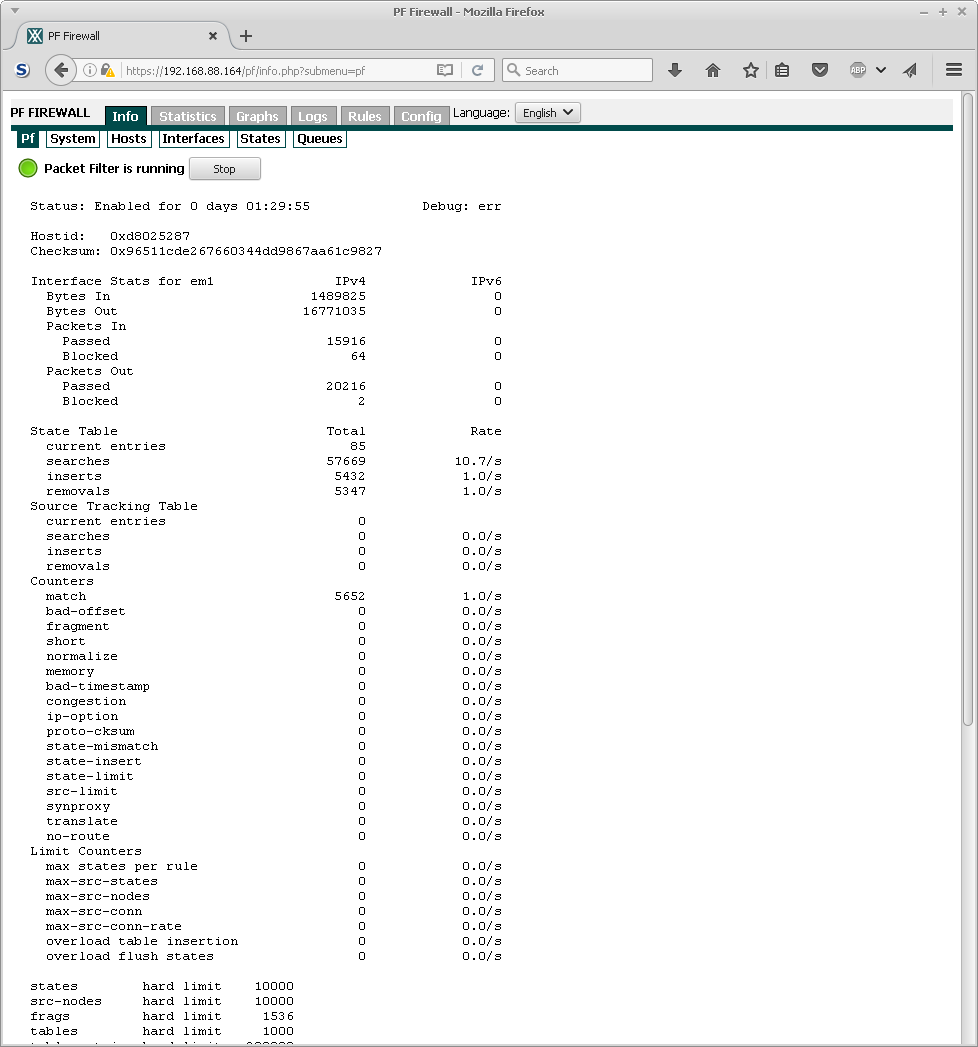 PF Firewall - Mozilla Firefox
PF Firewall
https://192.168.88.164/pf/info.php?submenu=pf Search ABP
PF FIREWALL Info Statistics Graphs Logs Rules Config Language: English
Pf System Hosts Interfaces States Queues
Packet Filter is running Stop
Status: Enabled for 0 days 01:29:55 Debug: err
Hostid: 0xd8025287
Checksum: 0x96511cde267660344dd9867aa61c9827
Interface Stats for em1 IPv4 IPv6
Bytes In 1489825 0
Bytes Out 16771035 0
Packets In
Passed 15916 0
Blocked 64 0
Packets Out
Passed 20216 0
Blocked 2 0
State Table Total Rate
current entries 85
searches 57669 10.7/s
inserts 5432 1.0/s
removals 5347 1.0/s
Source Tracking Table
current entries 0
searches 0 0.0/s
inserts 0 0.0/s
removals 0 0.0/s
Counters
match 5652 1.0/s
bad-offset 0 0.0/s
fragment 0 0.0/s
short 0 0.0/s
normalize 0 0.0/s
memory 0 0.0/s
bad-timestamp 0 0.0/s
congestion 0 0.0/s
ip-option 0 0.0/s
proto-cksum 0 0.0/s
state-mismatch 0 0.0/s
state-insert 0 0.0/s
state-limit 0 0.0/s
src-limit 0 0.0/s
synproxy 0 0.0/s
translate 0 0.0/s
no-route 0 0.0/s
Limit Counters
max states per rule 0 0.0/s
max-src-states 0 0.0/s
max-src-nodes 0 0.0/s
max-src-conn 0 0.0/s
max-src-conn-rate 0 0.0/s
overload table insertion 0 0.0/s
overload flush states 0 0.0/s
states hard limit 10000
src-nodes hard limit 10000
frags hard limit 1536
tables hard limit 1000